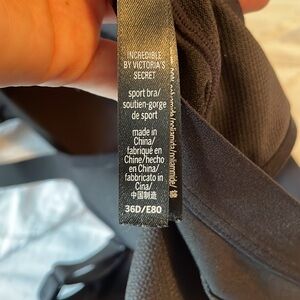 INCREDIBLE
BY VICTORIA'S
SECRET
sport bra/
soutien-gorge
de sport
made in
China/
fabriqué en
Chine/hecho
en China/
fabbricato in
Cina/
中国制造
36D/E80